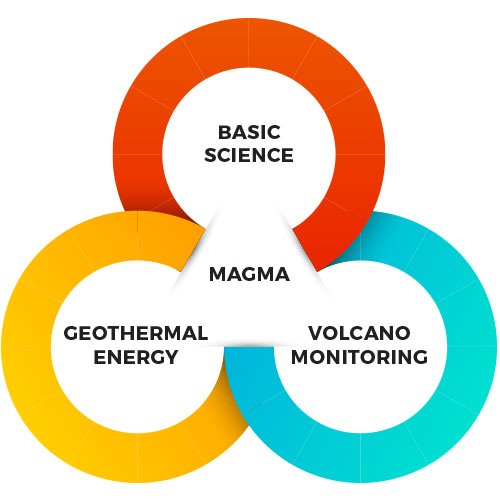 BASIC
SCIENCE
MAGMA
GEOTHERMAL
ENERGY
VOLCANO
MONITORING